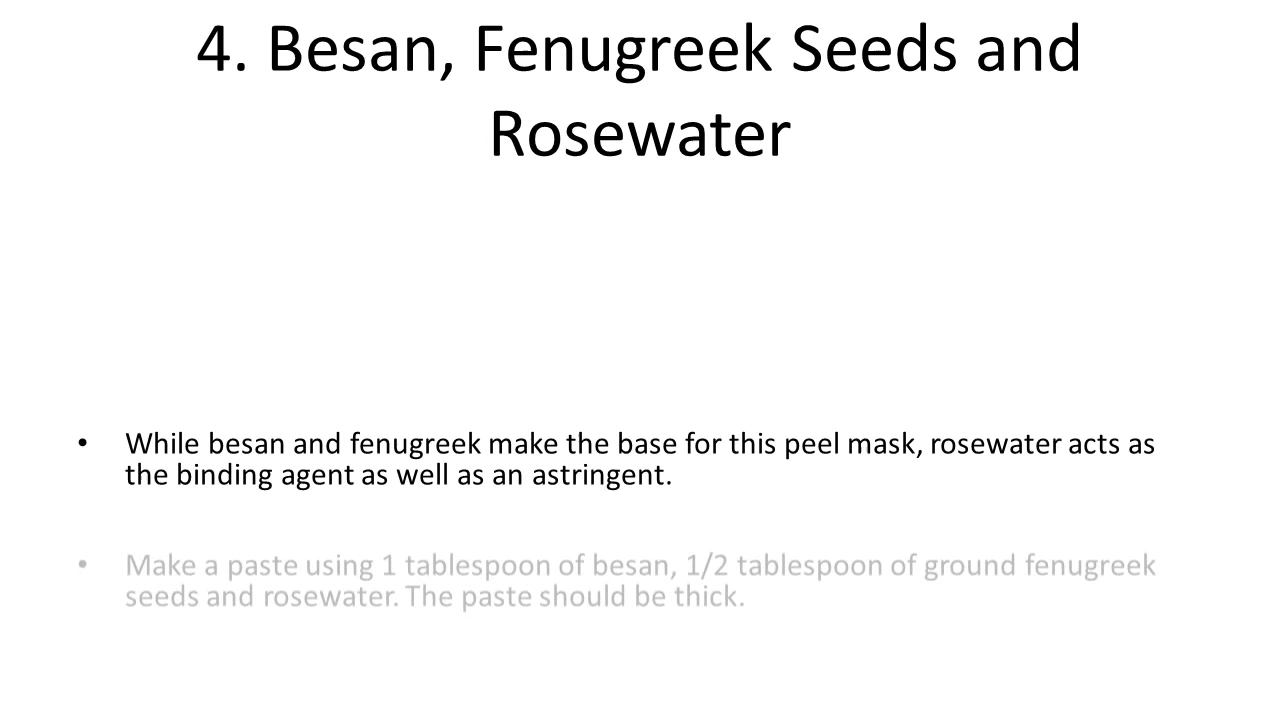 4. Besan, Fenugreek Seeds and
Rosewater
• While besan and fenugreek make the base for this peel mask, rosewater acts as
the binding agent as well as an astringent.
• Make a paste using 1 tablespoon of besan, 1/2 tablespoon of ground fenugreek
seeds and rosewater. The paste should be thick.